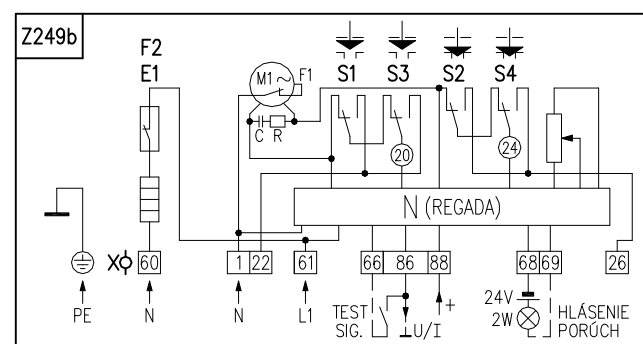 Z249b
F2
E1
M1 ~
F1
S1
S3
S2
S4
C R
20
24
N (REGADA)
X
60
1
22
61
66
86
88
68
69
26
PE
N
N
L1
TEST
SIG.
U/I
+
24V
2W
HLÁSENIE
PORÚCH